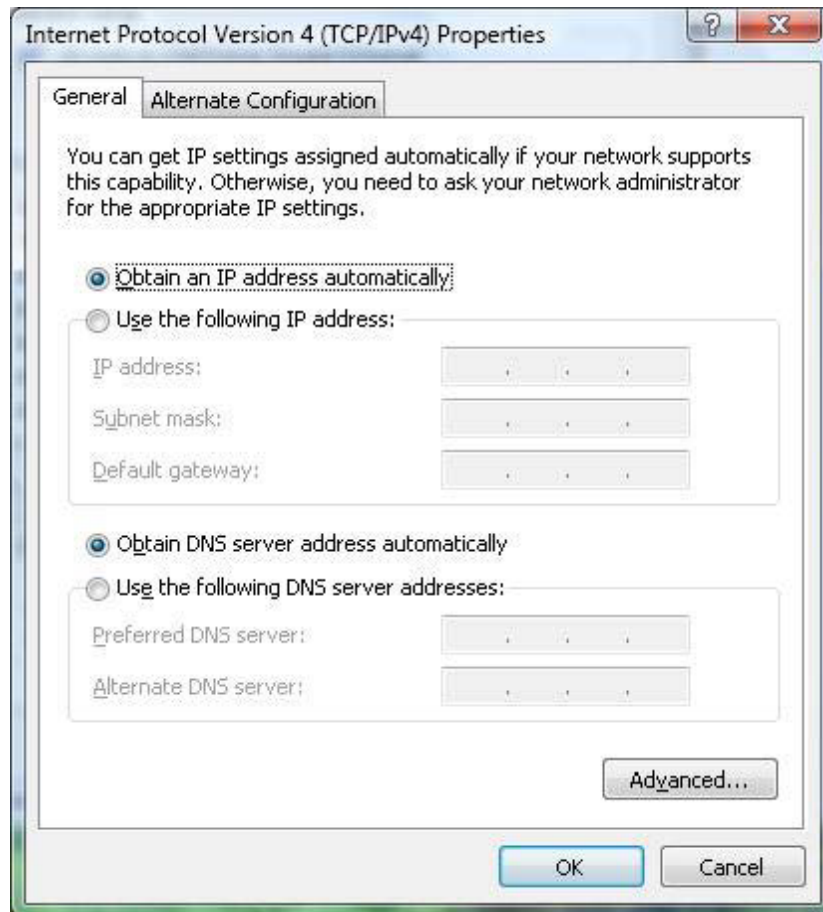 Internet Protocol Version 4 (TCP/IPv4) Properties
General
Alternate Configuration
You can get IP settings assigned automatically if your network supports
this capability. Otherwise, you need to ask your network administrator
for the appropriate IP settings.
Obtain an IP address automatically
Use the following IP address:
IP address:
Subnet mask:
Default gateway:
Obtain DNS server address automatically
Use the following DNS server addresses:
Preferred DNS server:
Alternate DNS server:
Advanced...
OK
Cancel